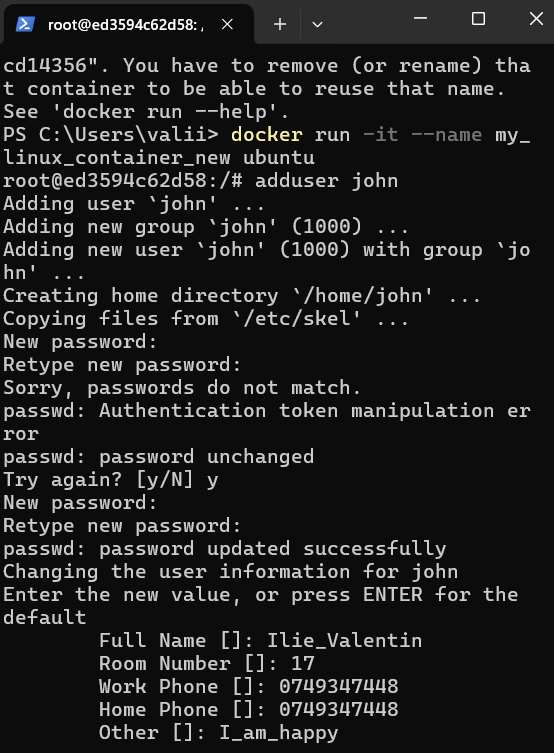 root@ed3594c62d58: /
cd14356". You have to remove (or rename) tha
t container to be able to reuse that name.
See 'docker run --help'.
PS C:\Users\valii> docker run -it --name my_
linux_container_new ubuntu
root@ed3594c62d58:/# adduser john
Adding user `john' ...
Adding new group `john' (1000) ...
Adding new user `john' (1000) with group `jo
hn' ...
Creating home directory `/home/john' ...
Copying files from `/etc/skel' ...
New password:
Retype new password:
Sorry, passwords do not match.
passwd: Authentication token manipulation er
ror
passwd: password unchanged
Try again? [y/N] y
New password:
Retype new password:
passwd: password updated successfully
Changing the user information for john
Enter the new value, or press ENTER for the
default
Full Name []: Ilie_Valentin
Room Number []: 17
Work Phone []: 0749347448
Home Phone []: 0749347448
Other []: I_am_happy